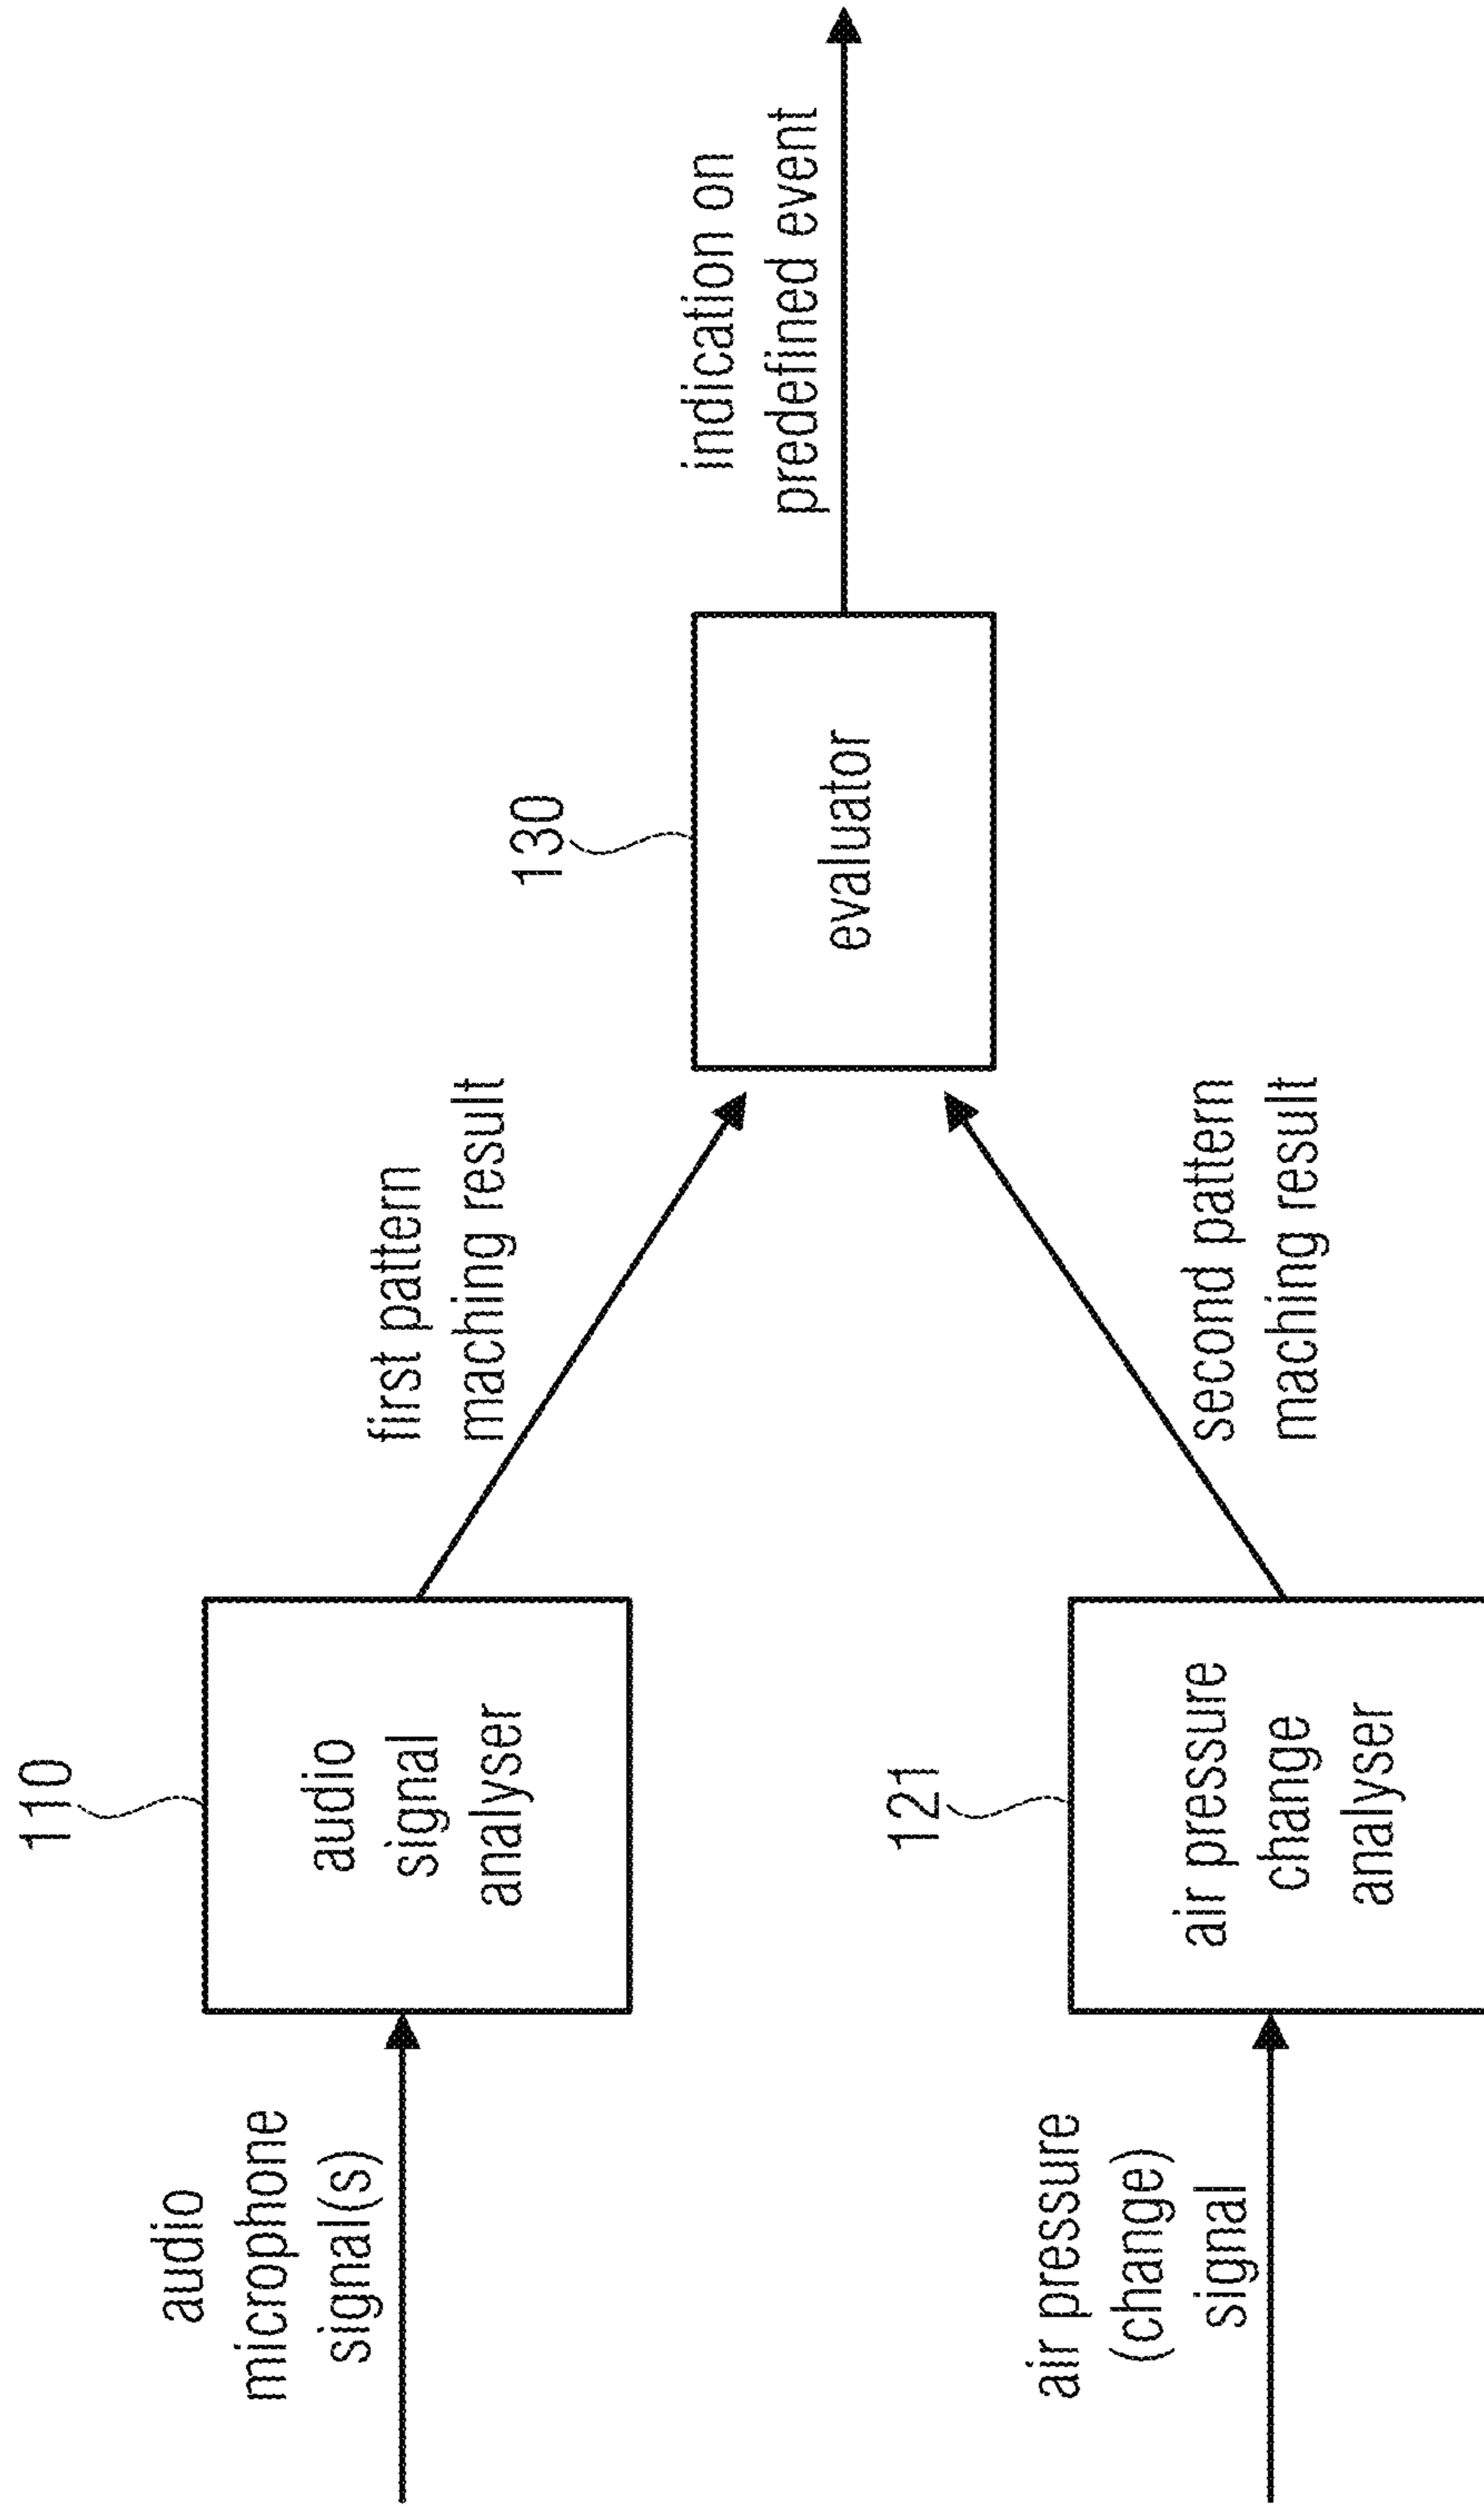 audio
microphone
signal(s)
110
audio
signal
analyser
first pattern
maching result
air pressure
(change)
signal
121
air pressure
change
analyser
second pattern
maching result
130
evaluator
indication on
predefined event